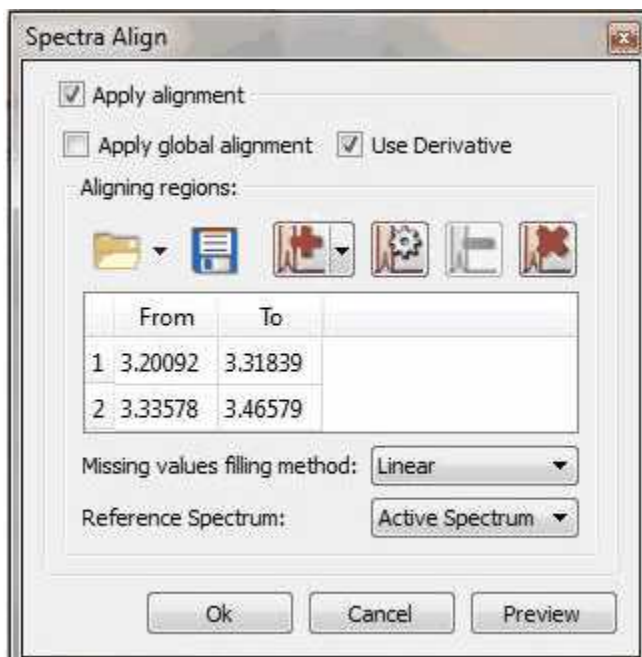 Spectra Align
Apply alignment
Apply global alignment Use Derivative
Aligning regions:
From To
1 3.20092 3.31839
2 3.33578 3.46579
Missing values filling method: Linear
Reference Spectrum: Active Spectrum
Ok Cancel Preview